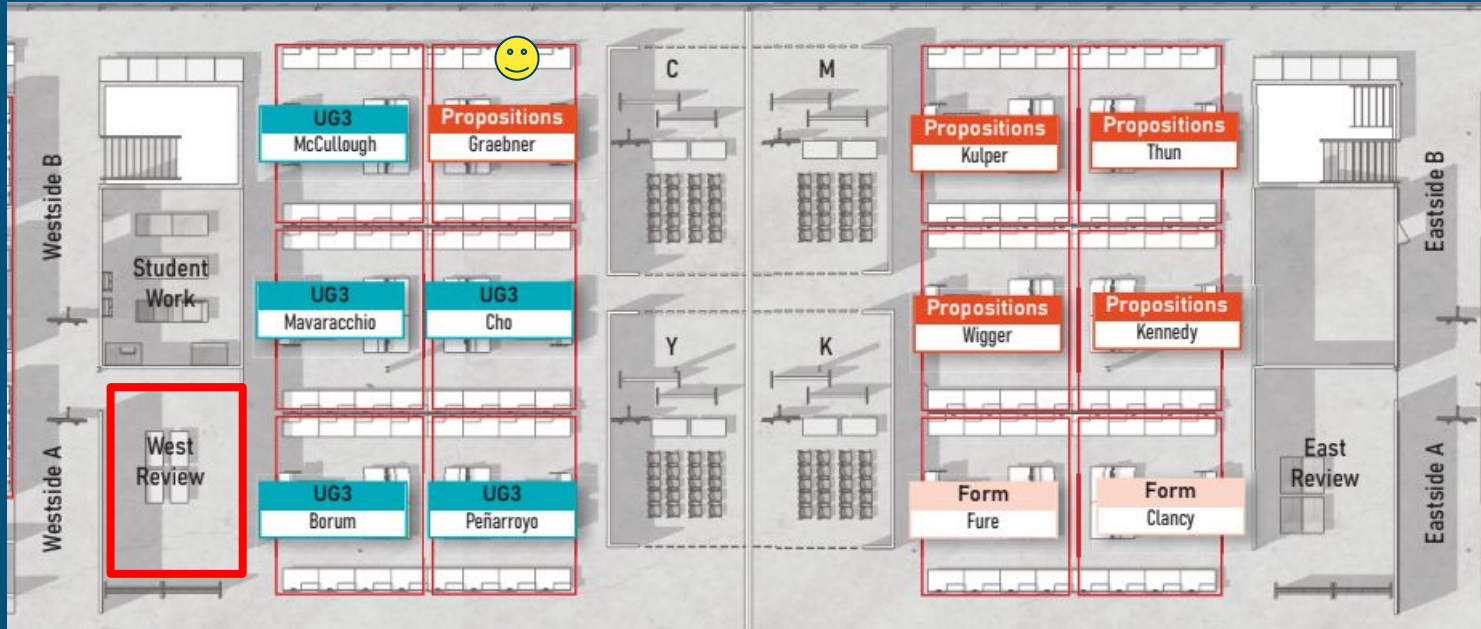 Westside B
Westside A
Student
Work
West
Review
UG3
McCullough
Propositions
Graebner
UG3
Mavaracchio
UG3
Cho
UG3
Borum
UG3
Peñarroyo
C
M
Y
K
Propositions
Kulper
Propositions
Thun
Propositions
Wigger
Propositions
Kennedy
Form
Fure
Form
Clancy
East
Review
Eastside B
Eastside A